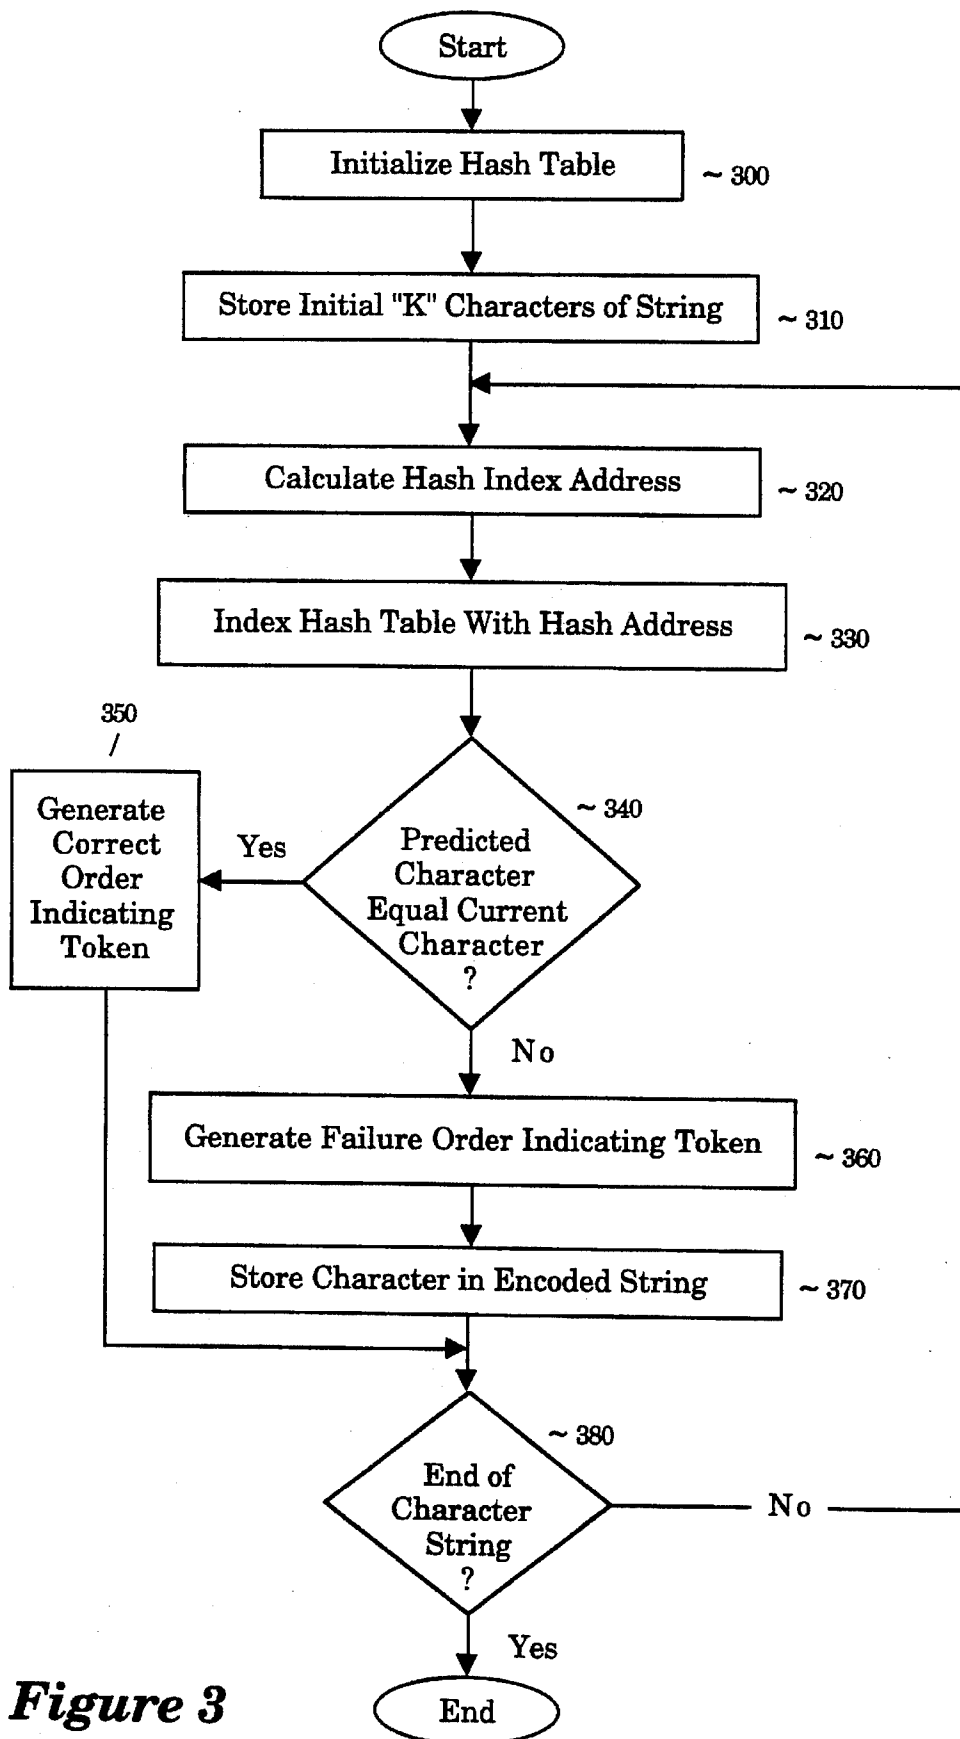 Start
Initialize Hash Table
~ 300
Store Initial "K" Characters of String
~ 310
Calculate Hash Index Address
~ 320
Index Hash Table With Hash Address
~ 330
350
Generate
Correct
Order
Indicating
Token
Yes
~ 340
Predicted
Character
Equal Current
Character
?
No
Generate Failure Order Indicating Token
~ 360
Store Character in Encoded String
~ 370
~ 380
End of
Character
String
?
No
Yes
End
Figure 3